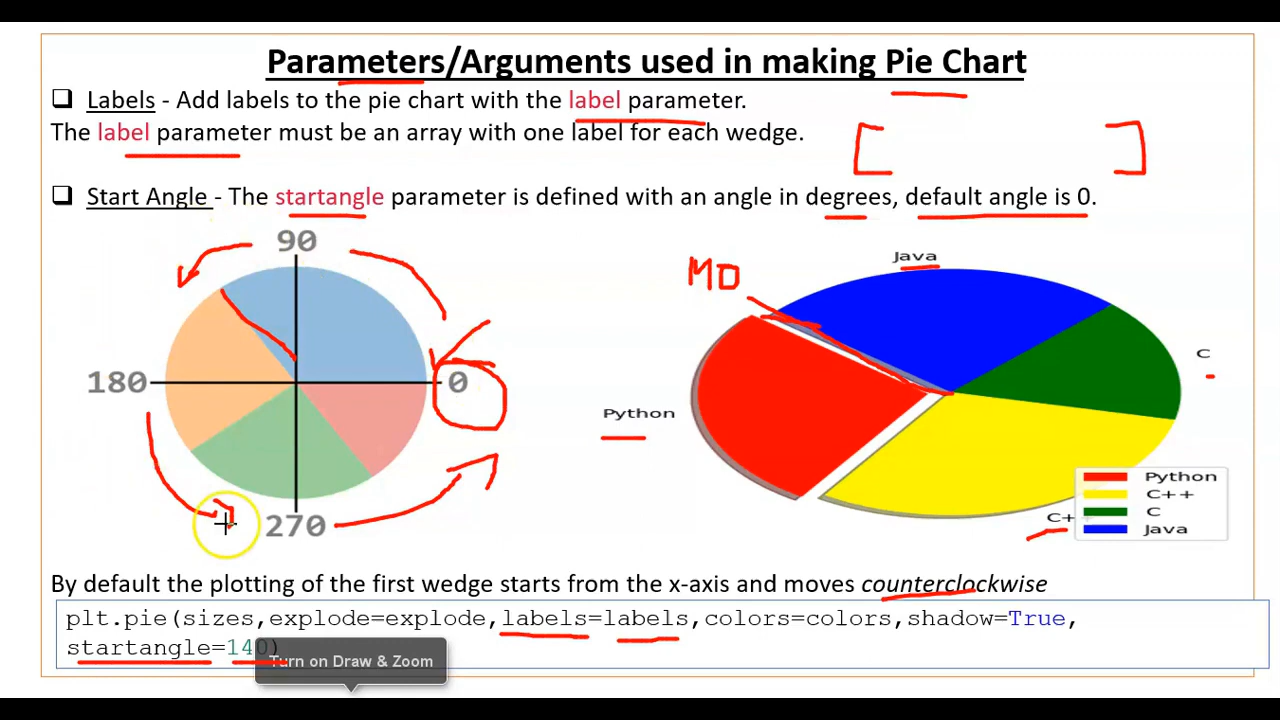 Parameters/Arguments used in making Pie Chart
❑ Labels - Add labels to the pie chart with the label parameter.
The label parameter must be an array with one label for each wedge.
❑ Start Angle - The startangle parameter is defined with an angle in degrees, default angle is 0.
90
180
0
270
Java
C
Python
C+
Python
C++
C
Java
By default the plotting of the first wedge starts from the x-axis and moves counterclockwise
plt.pie(sizes,explode=explode,labels=labels,colors=colors,shadow=True,
startangle=140)
Turn on Draw & Zoom